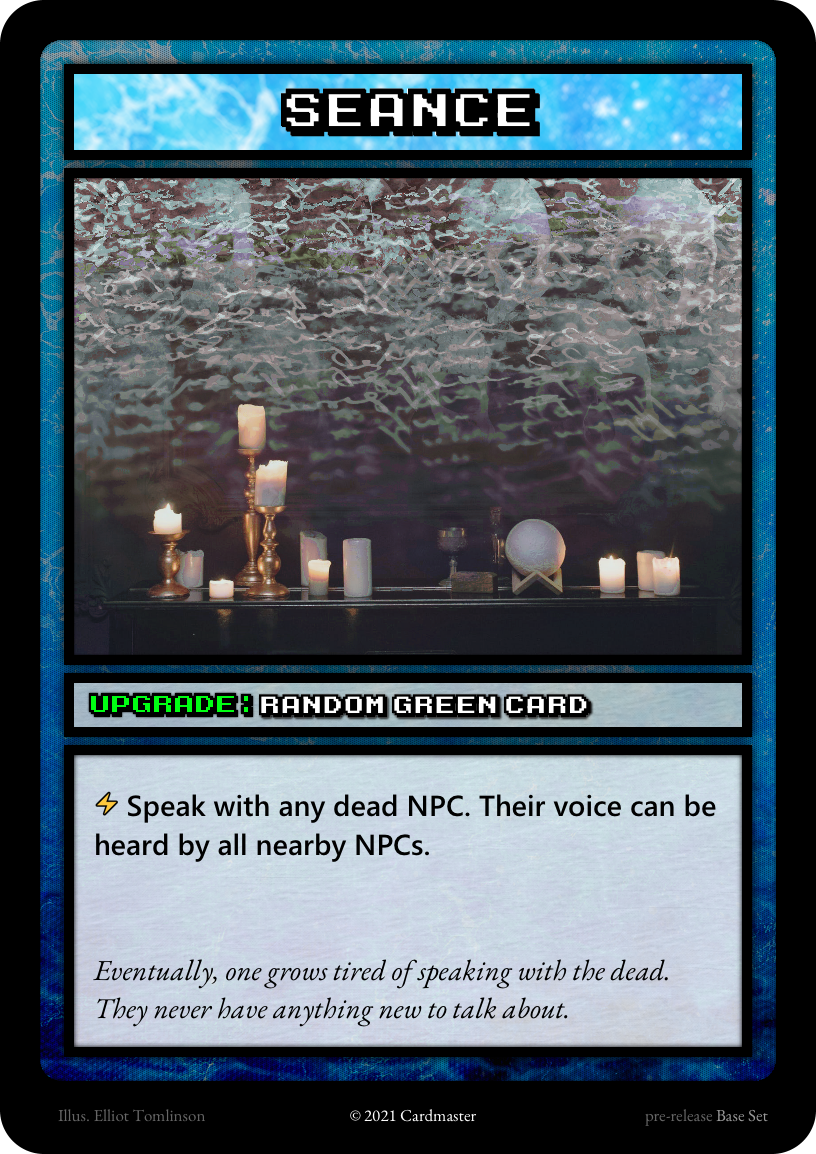 SEANCE
UPGRADE: RANDOM GREEN CARD
⚡ Speak with any dead NPC. Their voice can be
heard by all nearby NPCs.
Eventually, one grows tired of speaking with the dead.
They never have anything new to talk about.
Illus. Elliot Tomlinson © 2021 Cardmaster pre-release Base Set